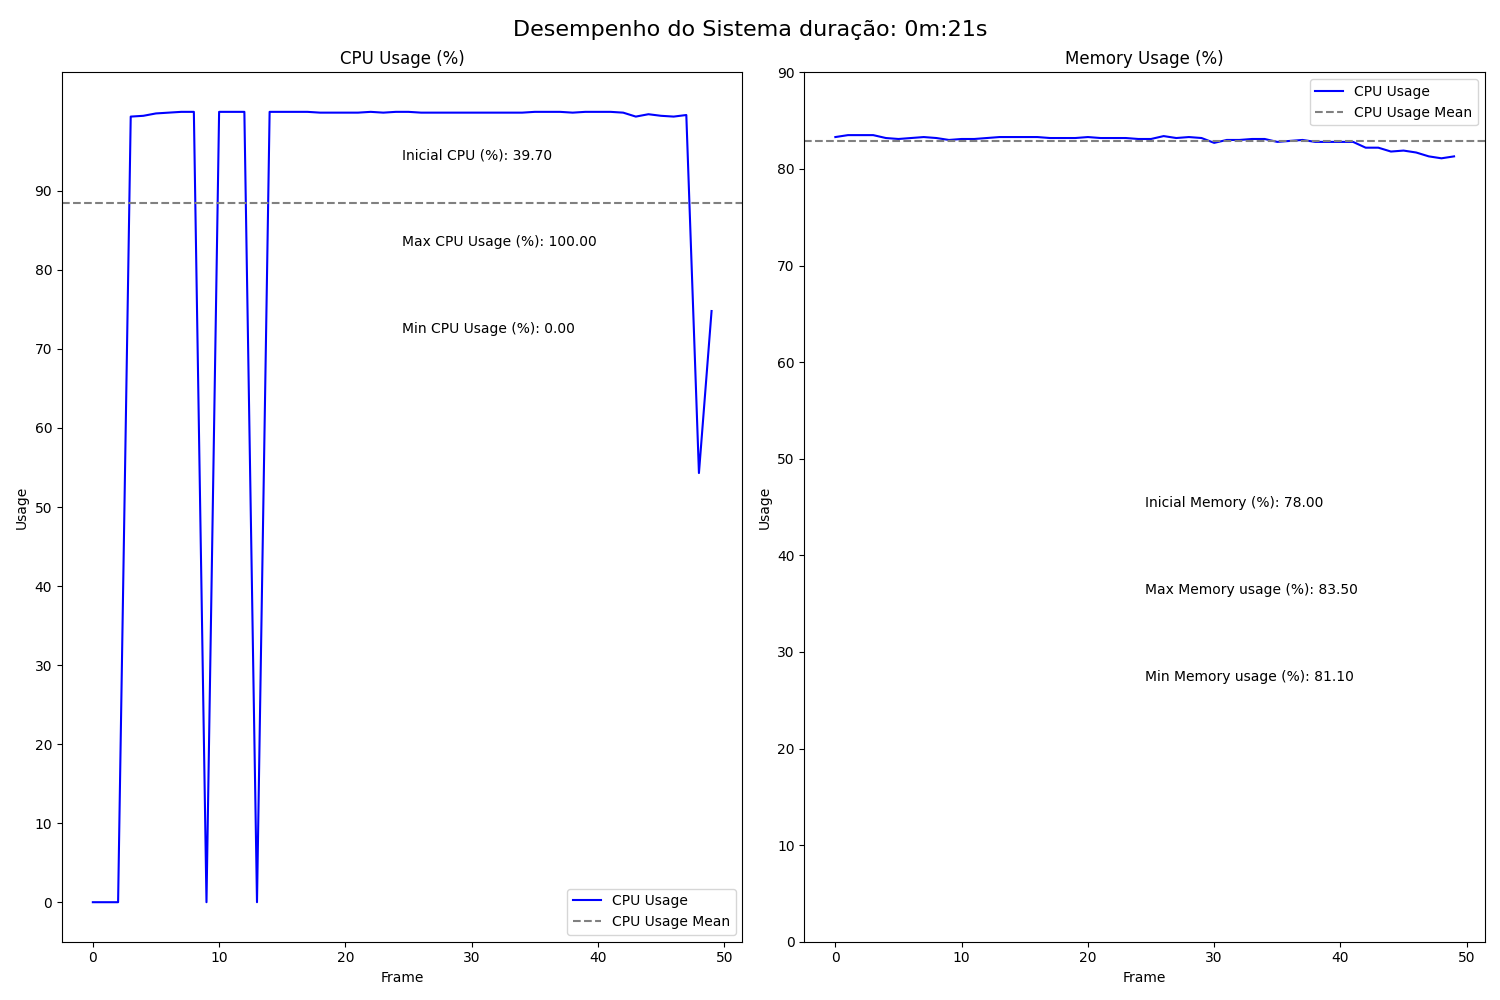 Desempenho do Sistema duração: 0m:21s
CPU Usage (%)
Usage
90
80
70
60
50
40
30
20
10
0
Inicial CPU (%): 39.70
Max CPU Usage (%): 100.00
Min CPU Usage (%): 0.00
CPU Usage
CPU Usage Mean
0 10 20 30 40 50
Frame
Memory Usage (%)
Usage
90
80
70
60
50
40
30
20
10
0
CPU Usage
CPU Usage Mean
Inicial Memory (%): 78.00
Max Memory usage (%): 83.50
Min Memory usage (%): 81.10
0 10 20 30 40 50
Frame